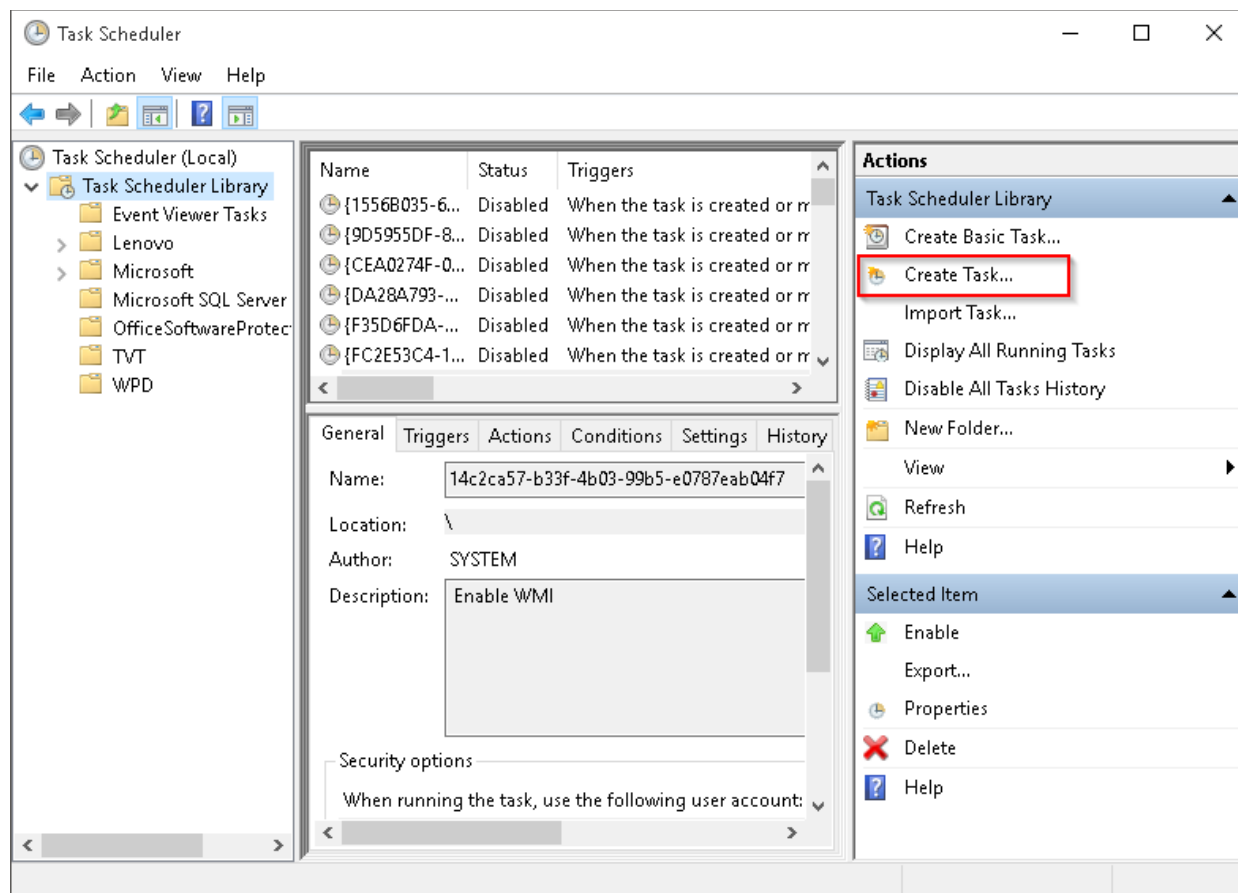 Task Scheduler
File Action View Help
Task Scheduler (Local)
Task Scheduler Library
Event Viewer Tasks
Lenovo
Microsoft
Microsoft SQL Server
OfficeSoftwareProtec
TVT
WPD
Name Status Triggers
{1556B035-6... Disabled When the task is created or m
{9D5955DF-8... Disabled When the task is created or m
{CEA0274F-0... Disabled When the task is created or m
{DA28A793-... Disabled When the task is created or m
{F35D6FDA-... Disabled When the task is created or m
{FC2E53C4-1... Disabled When the task is created or m
General Triggers Actions Conditions Settings History
Name: 14c2ca57-b33f-4b03-99b5-e0787eab04f7
Location: \
Author: SYSTEM
Description: Enable WMI
Security options
When running the task, use the following user account:
Actions
Task Scheduler Library
Create Basic Task...
Create Task...
Import Task...
Display All Running Tasks
Disable All Tasks History
New Folder...
View
Refresh
Help
Selected Item
Enable
Export...
Properties
Delete
Help